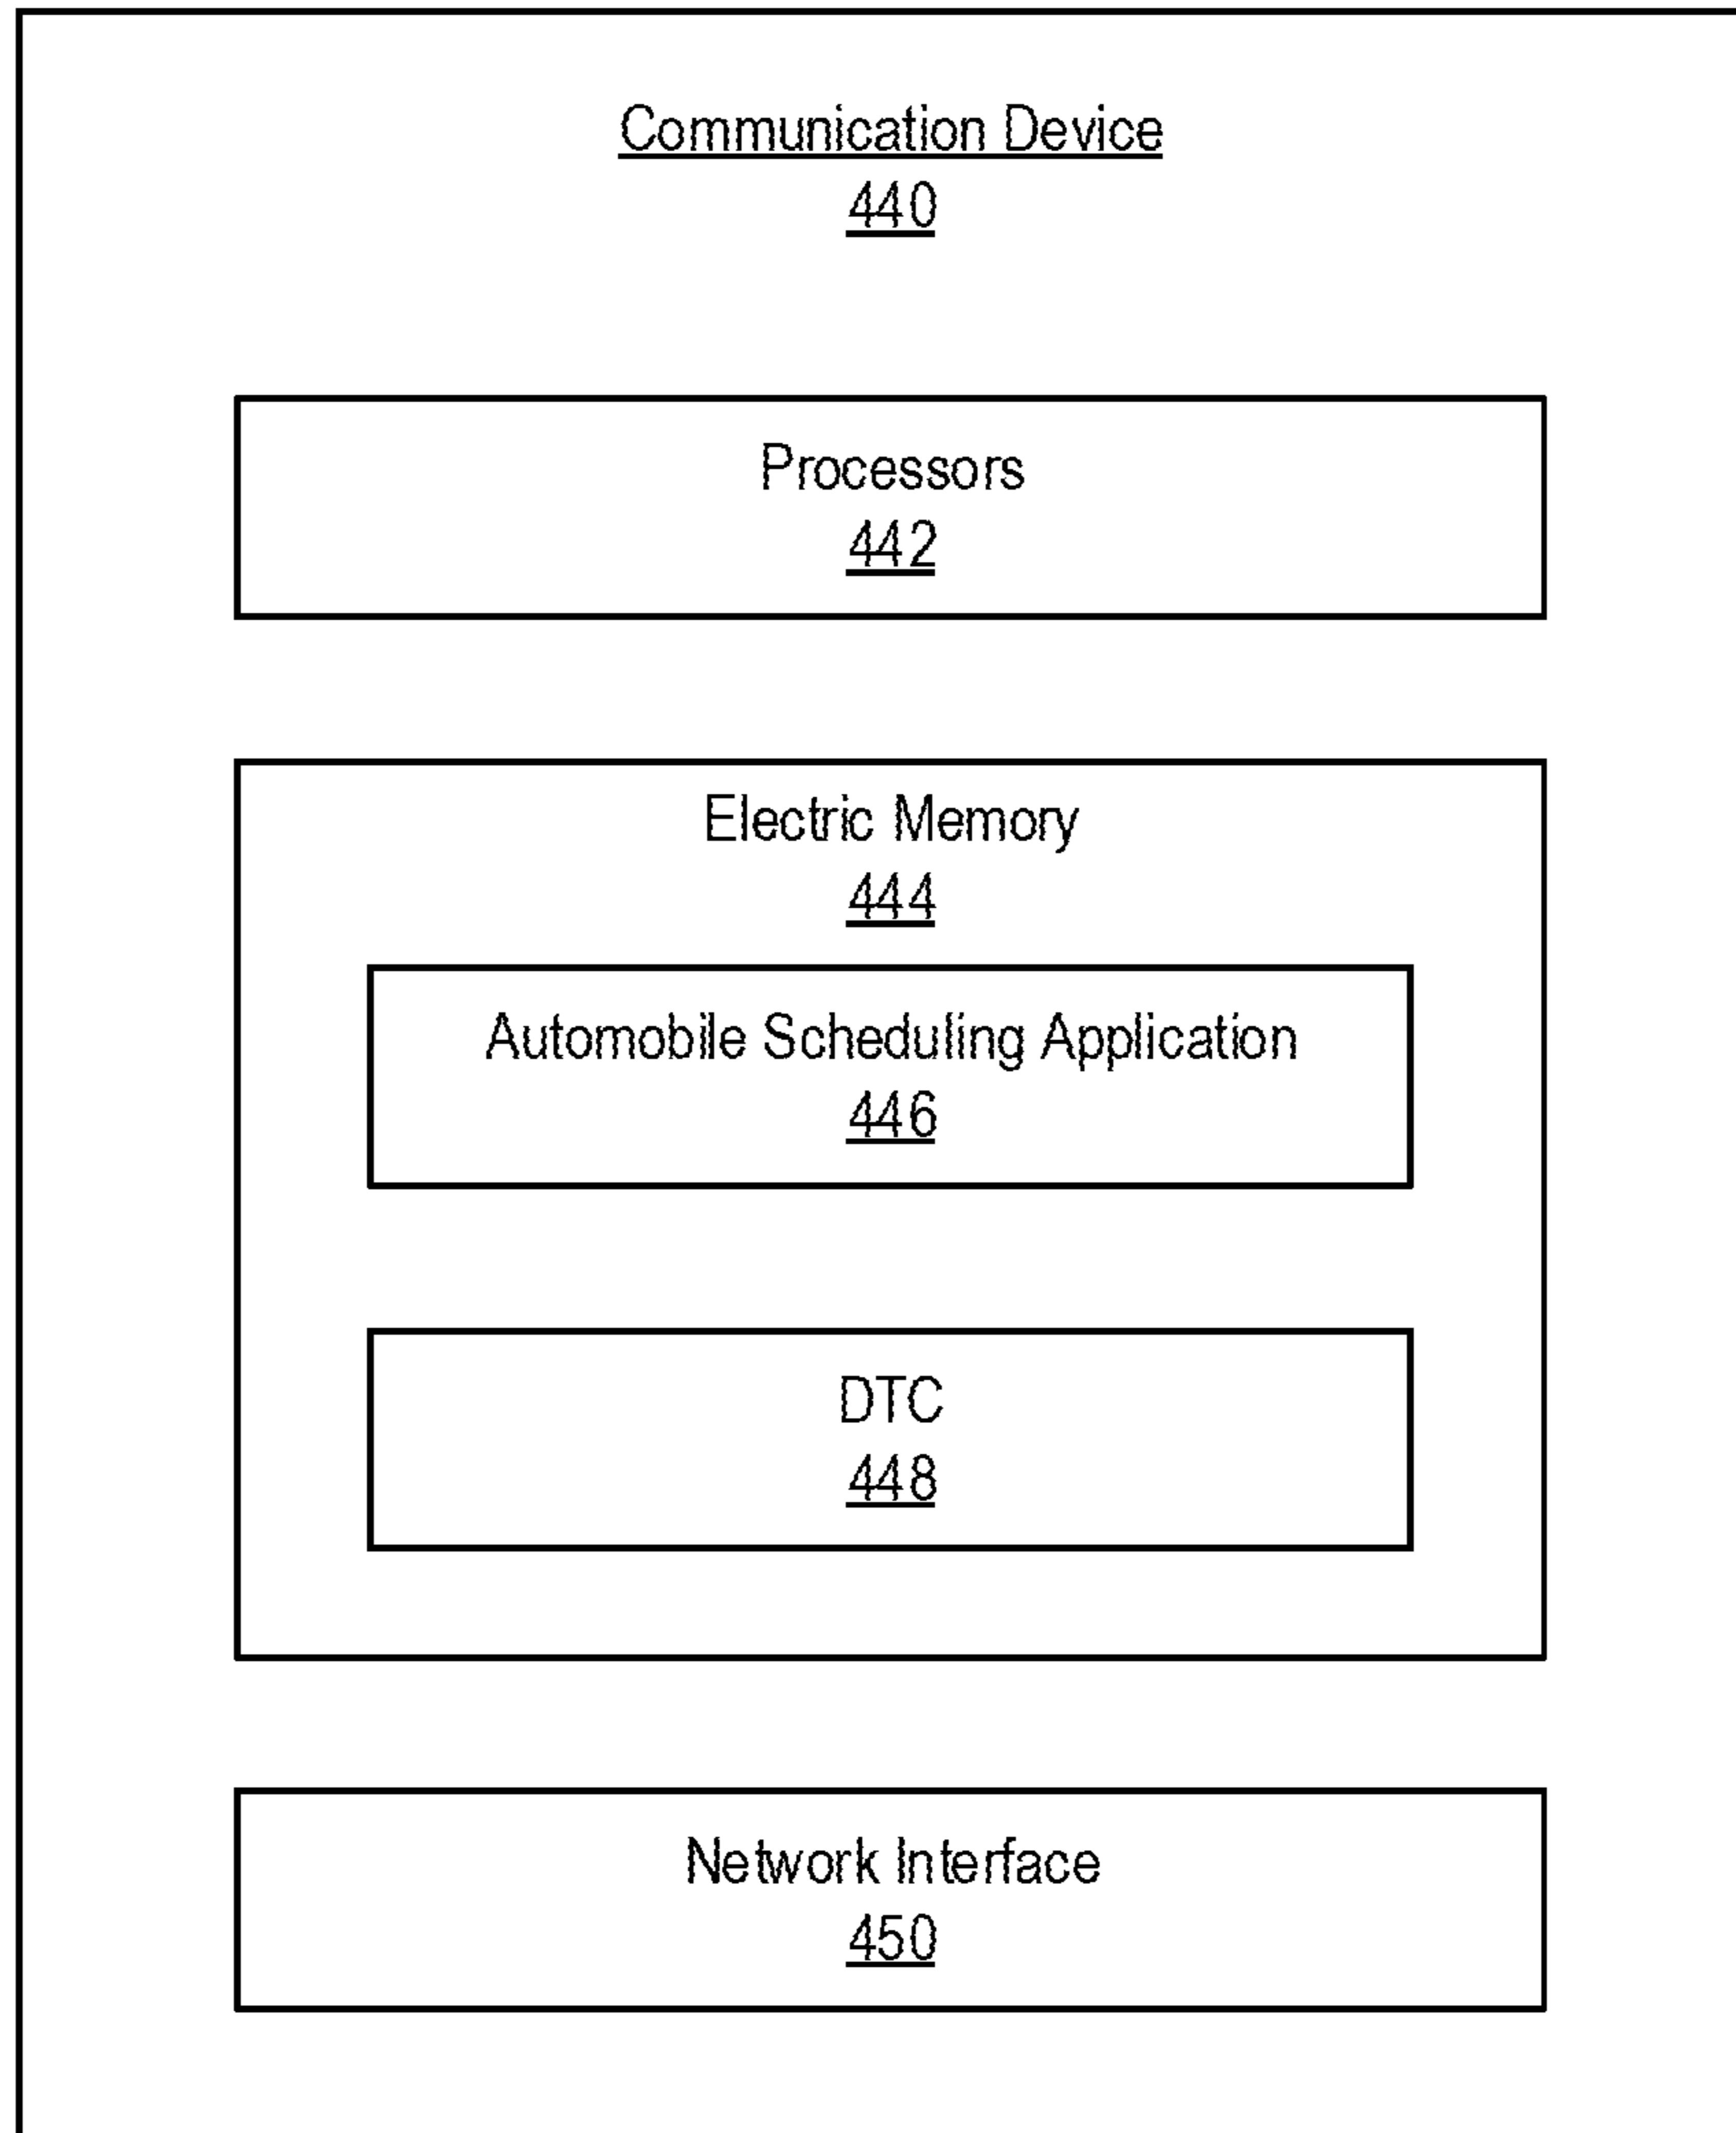 Communication Device
440
Processors
442
Electric Memory
444
Automobile Scheduling Application
446
DTC
448
Network Interface
450